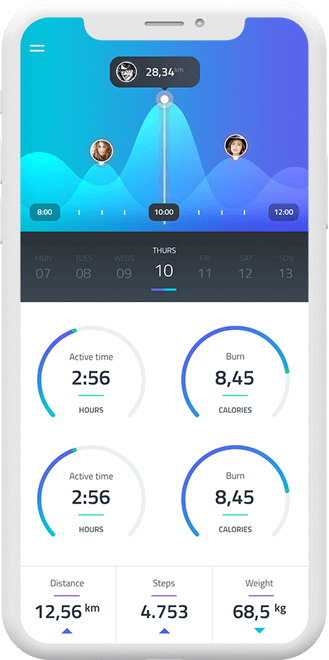 28,34 km
8:00 10:00 12:00
MON TUES WEDS THURS FRI SAT SUN
07 08 09 10 11 12 13
Active time Burn
2:56 8,45
HOURS CALORIES
Active time Burn
2:56 8,45
HOURS CALORIES
Distance Steps Weight
12,56 km 4.753 68,5 kg